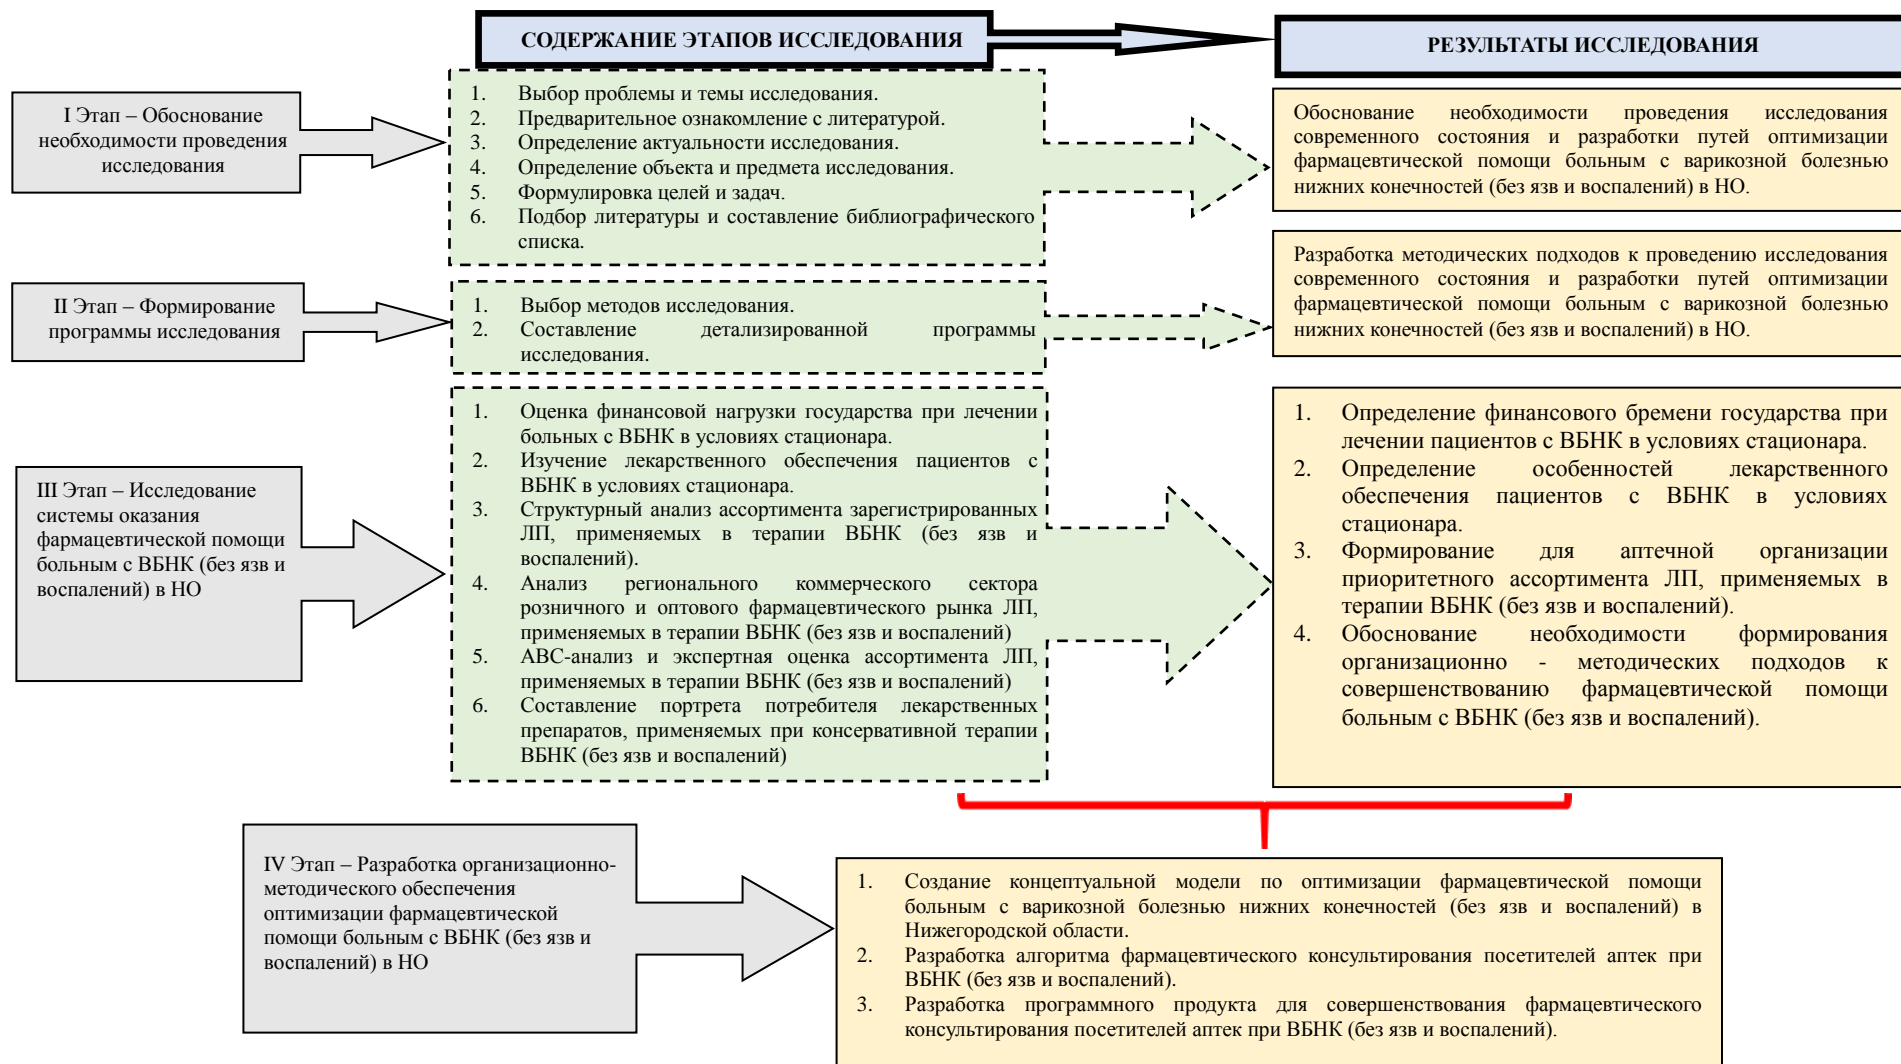 СОДЕРЖАНИЕ ЭТАПОВ ИССЛЕДОВАНИЯ
РЕЗУЛЬТАТЫ ИССЛЕДОВАНИЯ
I Этап – Обоснование
необходимости проведения
исследования
1. Выбор проблемы и темы исследования.
2. Предварительное ознакомление с литературой.
3. Определение актуальности исследования.
4. Определение объекта и предмета исследования.
5. Формулировка целей и задач.
6. Подбор литературы и составление библиографического
списка.
Обоснование необходимости проведения исследования
современного состояния и разработки путей оптимизации
фармацевтической помощи больным с варикозной болезнью
нижних конечностей (без язв и воспалений) в НО.
II Этап – Формирование
программы исследования
1. Выбор методов исследования.
2. Составление детализированной программы
исследования.
Разработка методических подходов к проведению исследования
современного состояния и разработки путей оптимизации
фармацевтической помощи больным с варикозной болезнью
нижних конечностей (без язв и воспалений) в НО.
III Этап – Исследование
системы оказания
фармацевтической помощи
больным с ВБНК (без язв и
воспалений) в НО
1. Оценка финансовой нагрузки государства при лечении
больных с ВБНК в условиях стационара.
2. Изучение лекарственного обеспечения пациентов с
ВБНК в условиях стационара.
3. Структурный анализ ассортимента зарегистрированных
ЛП, применяемых в терапии ВБНК (без язв и
воспалений).
4. Анализ регионального коммерческого сектора
розничного и оптового фармацевтического рынка ЛП,
применяемых в терапии ВБНК (без язв и воспалений)
5. АВС-анализ и экспертная оценка ассортимента ЛП,
применяемых в терапии ВБНК (без язв и воспалений)
6. Составление портрета потребителя лекарственных
препаратов, применяемых при консервативной терапии
ВБНК (без язв и воспалений)
1. Определение финансового бремени государства при
лечении пациентов с ВБНК в условиях стационара.
2. Определение особенностей лекарственного
обеспечения пациентов с ВБНК в условиях
стационара.
3. Формирование для аптечной организации
приоритетного ассортимента ЛП, применяемых в
терапии ВБНК (без язв и воспалений).
4. Обоснование необходимости формирования
организационно - методических подходов к
совершенствованию фармацевтической помощи
больным с ВБНК (без язв и воспалений).
IV Этап – Разработка организационно-
методического обеспечения
оптимизации фармацевтической
помощи больным с ВБНК (без язв и
воспалений) в НО
1. Создание концептуальной модели по оптимизации фармацевтической помощи
больным с варикозной болезнью нижних конечностей (без язв и воспалений) в
Нижегородской области.
2. Разработка алгоритма фармацевтического консультирования посетителей аптек при
ВБНК (без язв и воспалений).
3. Разработка программного продукта для совершенствования фармацевтического
консультирования посетителей аптек при ВБНК (без язв и воспалений).